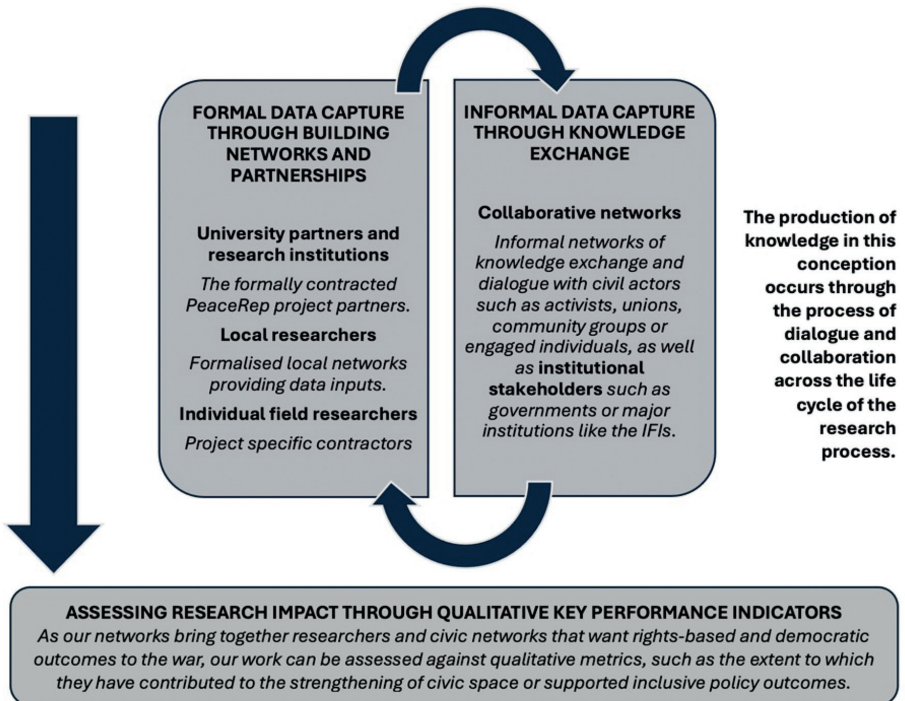 FORMAL DATA CAPTURE
THROUGH BUILDING
NETWORKS AND
PARTNERSHIPS
University partners and
research institutions
The formally contracted
PeaceRep project partners.
Local researchers
Formalised local networks
providing data inputs.
Individual field researchers
Project specific contractors
INFORMAL DATA CAPTURE
THROUGH KNOWLEDGE
EXCHANGE
Collaborative networks
Informal networks of
knowledge exchange and
dialogue with civil actors
such as activists, unions,
community groups or
engaged individuals, as well
as institutional
stakeholders such as
governments or major
institutions like the IFIs.
The production of
knowledge in this
conception
occurs through
the process of
dialogue and
collaboration
across the life
cycle of the
research
process.
ASSESSING RESEARCH IMPACT THROUGH QUALITATIVE KEY PERFORMANCE INDICATORS
As our networks bring together researchers and civic networks that want rights-based and democratic
outcomes to the war, our work can be assessed against qualitative metrics, such as the extent to which
they have contributed to the strengthening of civic space or supported inclusive policy outcomes.